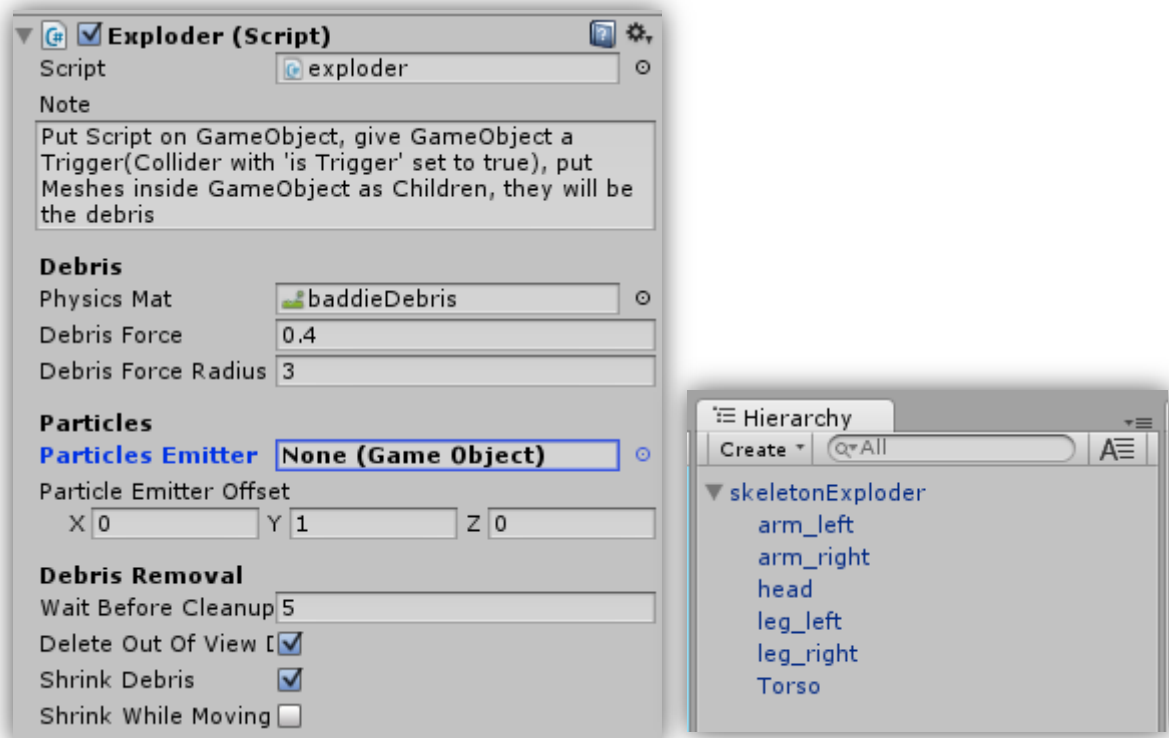 Exploder (Script)
Script exploder
Note
Put Script on GameObject, give GameObject a
Trigger(Collider with 'is Trigger' set to true), put
Meshes inside GameObject as Children, they will be
the debris
Debris
Physics Mat baddieDebris
Debris Force 0.4
Debris Force Radius 3
Particles
Particles Emitter None (Game Object)
Particle Emitter Offset
X 0 Y 1 Z 0
Debris Removal
Wait Before Cleanup 5
Delete Out Of View D
Shrink Debris
Shrink While Moving
Hierarchy
Create All
skeletonExploder
arm_left
arm_right
head
leg_left
leg_right
Torso